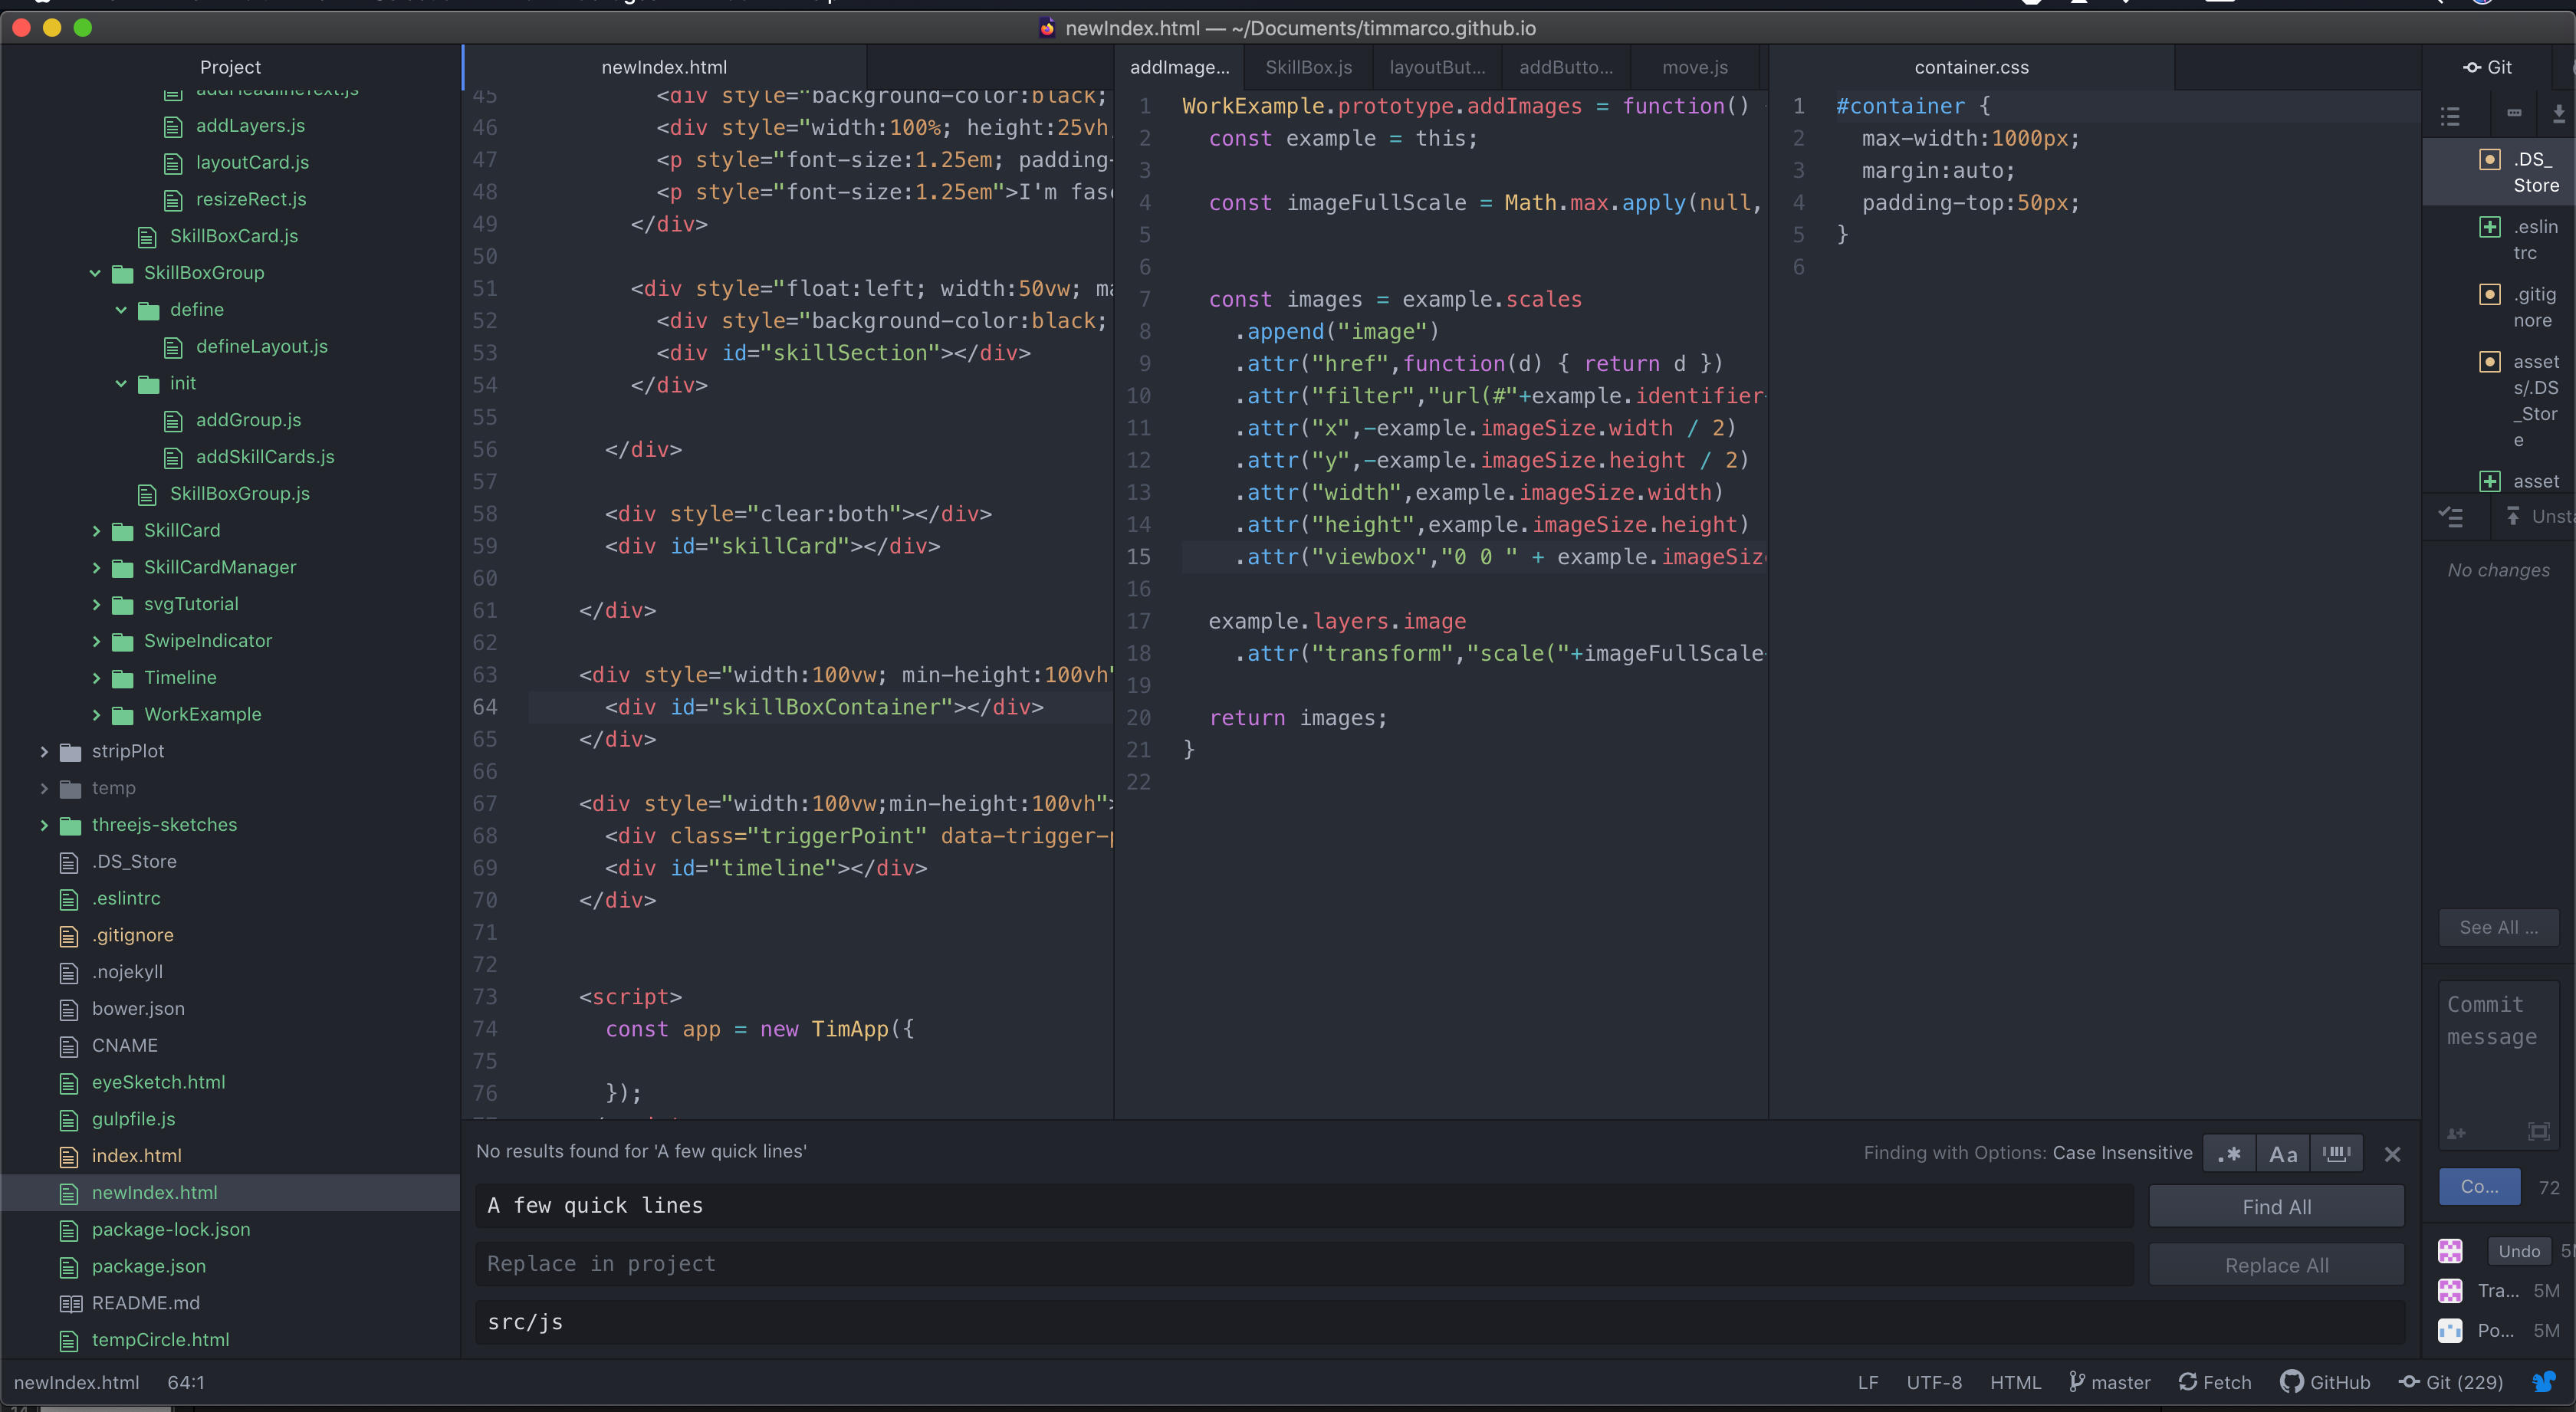 newIndex.html — ~/Documents/timmarco.github.io
Project
addHeadlineText.js
addLayers.js
layoutCard.js
resizeRect.js
SkillBoxCard.js
SkillBoxGroup
define
defineLayout.js
init
addGroup.js
addSkillCards.js
SkillBoxGroup.js
SkillCard
SkillCardManager
svgTutorial
SwipeIndicator
Timeline
WorkExample
stripPlot
temp
threejs-sketches
.DS_Store
.eslintrc
.gitignore
.nojekyll
bower.json
CNAME
eyeSketch.html
gulpfile.js
index.html
newIndex.html
package-lock.json
package.json
README.md
tempCircle.html
newIndex.html
45 <div style="background-color:black;
46 <div style="width:100%; height:25vh
47 <p style="font-size:1.25em; padding-
48 <p style="font-size:1.25em">I'm fas
49 </div>
50
51 <div style="float:left; width:50vw; ma
52 <div style="background-color:black;
53 <div id="skillSection"></div>
54 </div>
55
56 </div>
57
58 <div style="clear:both"></div>
59 <div id="skillCard"></div>
60
61 </div>
62
63 <div style="width:100vw; min-height:100vh"
64 <div id="skillBoxContainer"></div>
65 </div>
66
67 <div style="width:100vw;min-height:100vh">
68 <div class="triggerPoint" data-trigger-p
69 <div id="timeline"></div>
70 </div>
71
72
73 <script>
74 const app = new TimApp({
75
76 });
addImage... SkillBox.js layoutBut... addButto... move.js
1 WorkExample.prototype.addImages = function()
2 const example = this;
3
4 const imageFullScale = Math.max.apply(null,
5
6
7 const images = example.scales
8 .append("image")
9 .attr("href",function(d) { return d })
10 .attr("filter","url(#"+example.identifier
11 .attr("x",-example.imageSize.width / 2)
12 .attr("y",-example.imageSize.height / 2)
13 .attr("width",example.imageSize.width)
14 .attr("height",example.imageSize.height)
15 .attr("viewbox","0 0 " + example.imageSiz
16
17 example.layers.image
18 .attr("transform","scale("+imageFullScale
19
20 return images;
21 }
22
container.css
1 #container {
2 max-width:1000px;
3 margin:auto;
4 padding-top:50px;
5 }
6
Git
.DS_
Store
.eslin
trc
.gitig
nore
asset
s/.DS
_Stor
e
asset
Unst
No changes
See All ...
Commit
message
Co... 72
Undo
Tra... 5M
Po... 5M
No results found for 'A few quick lines'
Finding with Options: Case Insensitive .* Aa
A few quick lines
Find All
Replace in project
Replace All
src/js
newIndex.html 64:1
LF UTF-8 HTML master Fetch GitHub Git (229)